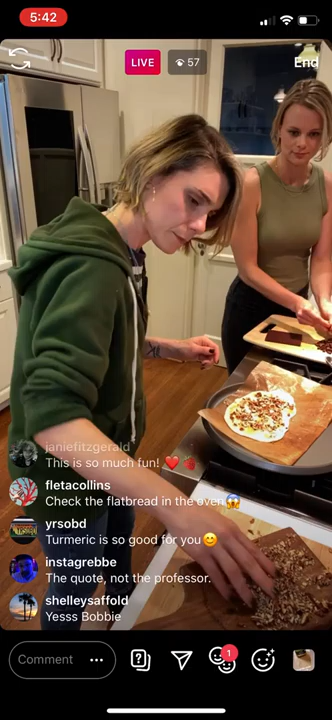 5:42
LIVE
57
End
janiefitzgerald
This is so much fun! ❤️🍓
fletacollins
Check the flatbread in the oven😱
yrsobd
Turmeric is so good for you😊
instagrebbe
The quote, not the professor.
shelleysaffold
Yesss Bobbie
Comment
1